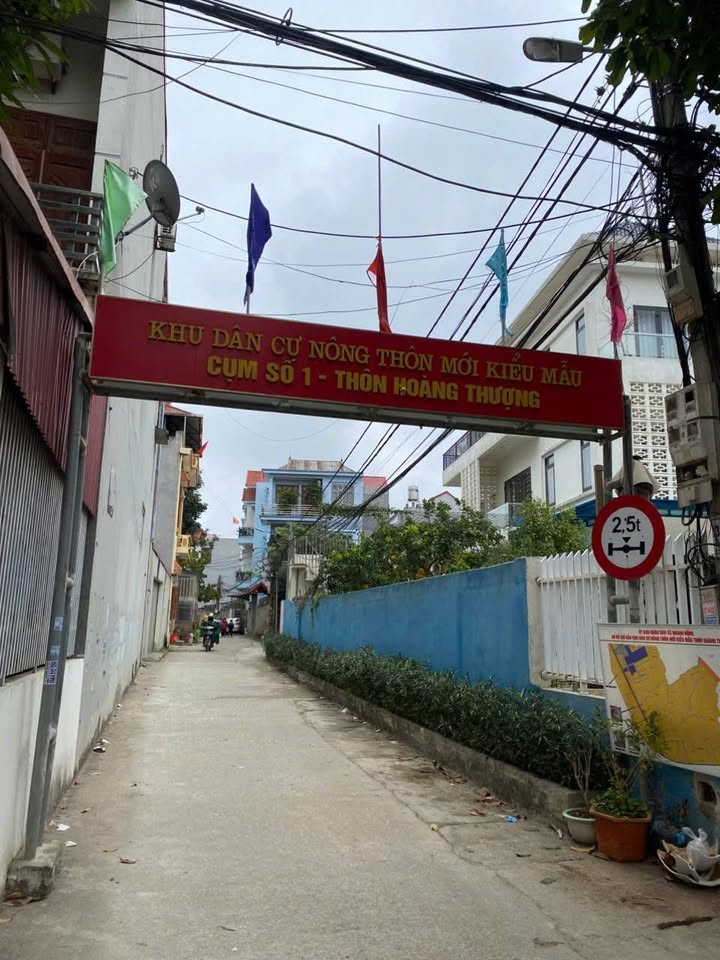 KHU DÂN CƯ NÔNG THÔN MỚI KIỂU MẪU
CỤM SỐ 1 - THÔN HOÀNG THƯỢNG
2,5t